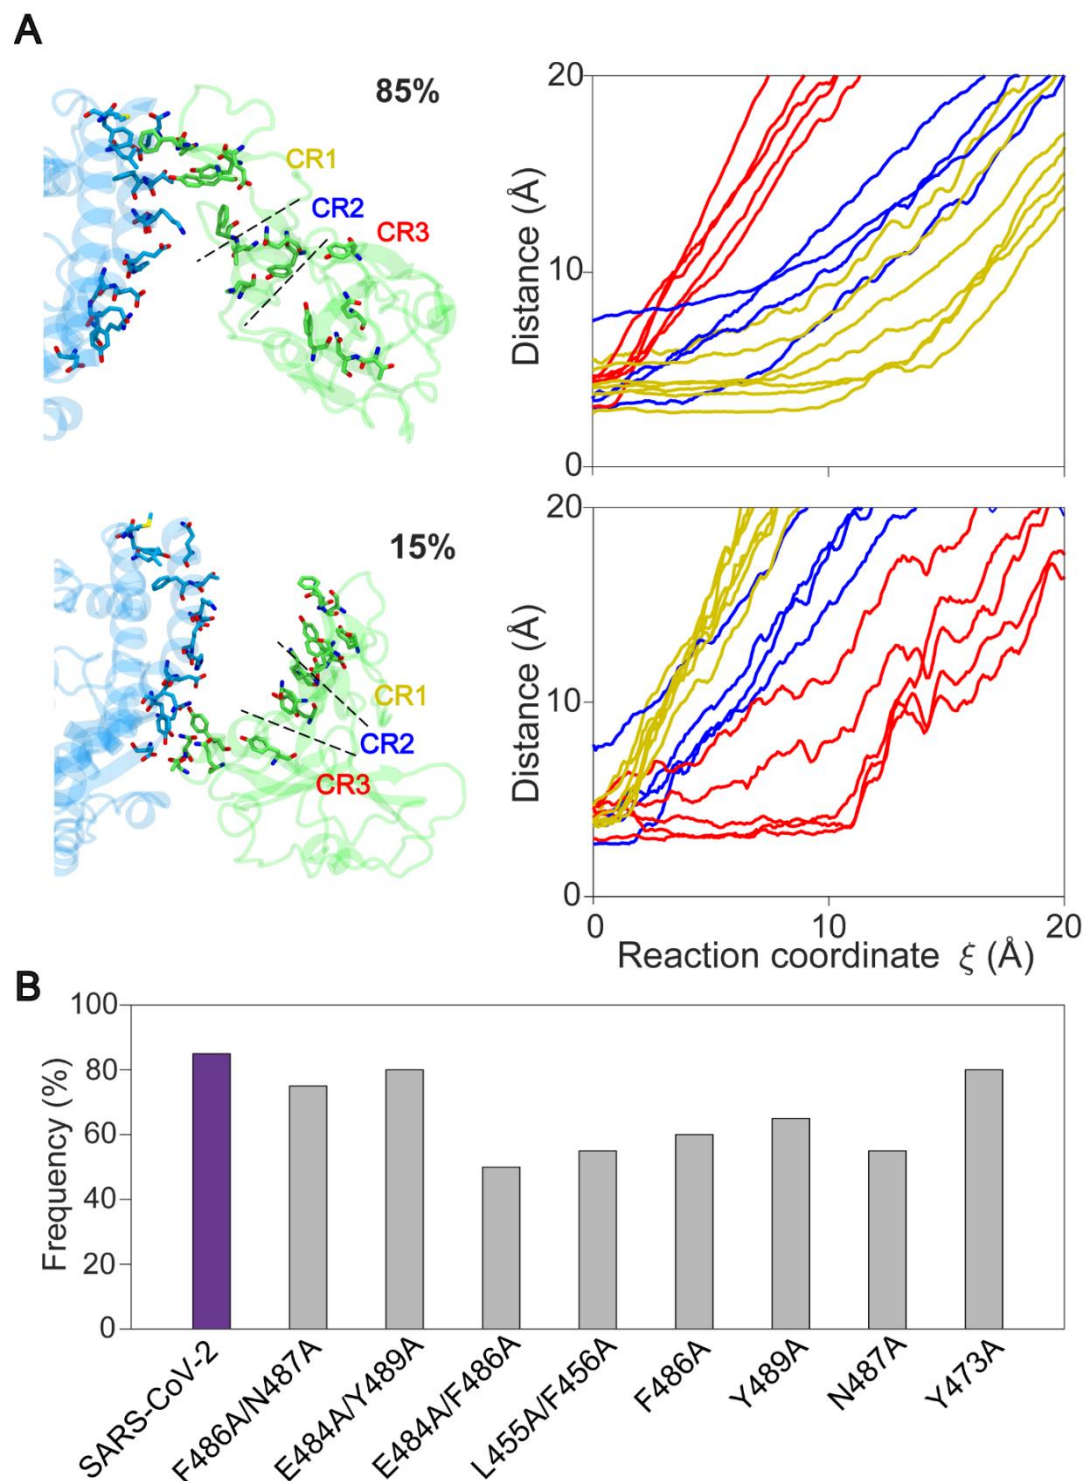 A
85%
CR1
CR2
CR3
20
10
0
Distance (Å)
15%
CR1
CR2
CR3
20
10
0
Distance (Å)
0 10 20
Reaction coordinate ξ (Å)
B
100
80
60
40
20
0
Frequency (%)
SARS-CoV-2
F486A/N487A
E484A/Y489A
E484A/F486A
L455A/F456A
F486A
Y489A
N487A
Y473A